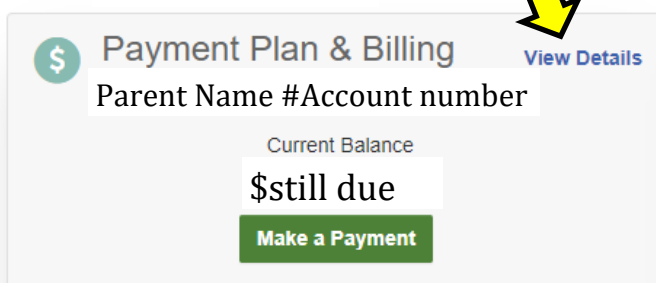 $ Payment Plan & Billing View Details
Parent Name #Account number
Current Balance
$still due
Make a Payment